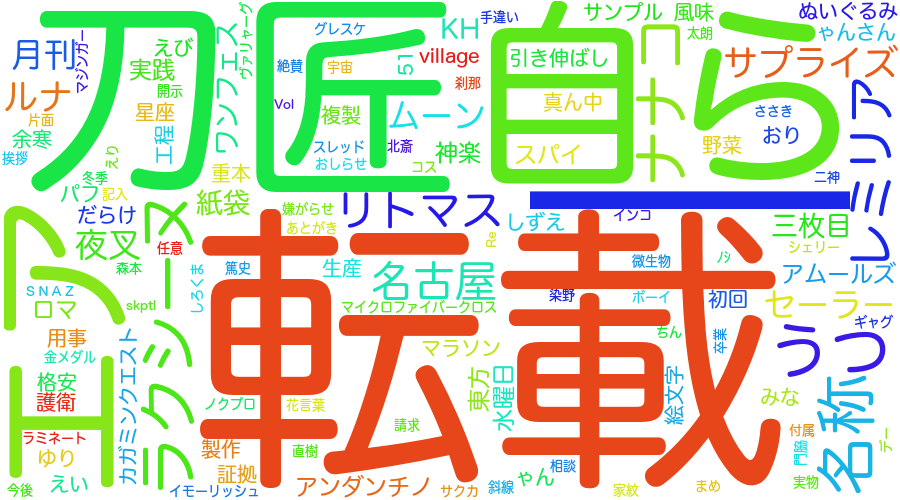 刀匠
自ら
転載
エア
ラクシーヌ
名称
うつ
ー
レミリア
リトマス
名古屋
ナナコ
サプライズ
セーラー
月刊
ルナ
えび
実践
開示
マジンガー
ヴァリャーグ
ワンフェス
星座
工程
片面
余寒
挨拶
えり
冬季
パフ
記入
重本
だらけ
紙袋
夜叉
任意
森本
しろくま
SNAZ
ロマ
skptl
用事
金メダル
格安
護衛
ラミネート
ゆり
えい
今後
カガミンクエスト
グレスケ
絶賛
宇宙
51
KH
手違い
village
刹那
Vol
複製
ムーン
スレッド
おしらせ
北斎
コス
神楽
サンプル
風味
太朗
ぬいぐるみ
ゃんさん
引き伸ばし
真ん中
スパイ
野菜
ささき
おり
二神
嫌がらせ
あとがき
Re
しずえ
インコ
三枚目
シェリー
篤史
生産
マイクロファイバークロス
染野
微生物
ボーイ
ノシ
アムールズ
初回
ギャグ
マラソン
ちん
卒業
東方
水曜日
絵文字
みな
ノクプロ
花言葉
請求
製作
直樹
証拠
イモーリッシュ
アンダンチノ
サクカ
斜線
ゃん
相談
家紋
まめ
付属
門脇
実物
デー